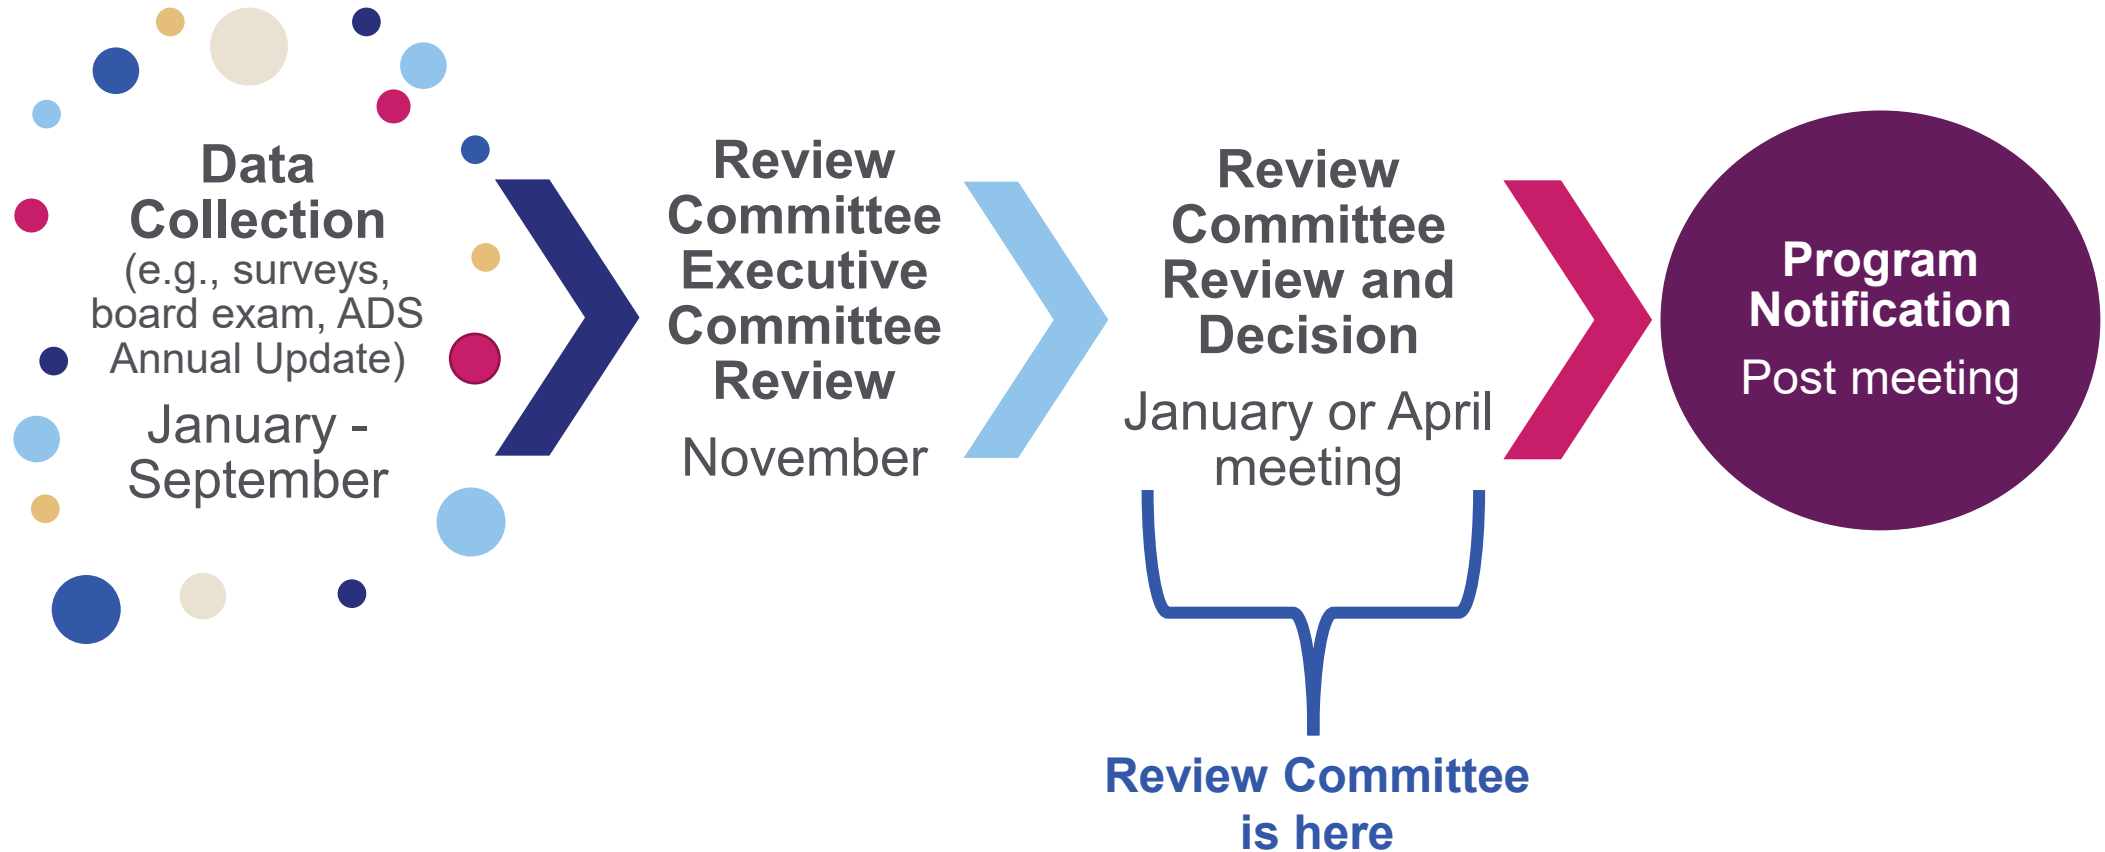 Data
Collection
(e.g., surveys,
board exam, ADS
Annual Update)
January -
September
Review
Committee
Executive
Committee
Review
November
Review
Committee
Review and
Decision
January or April
meeting
Program
Notification
Post meeting
Review Committee
is here